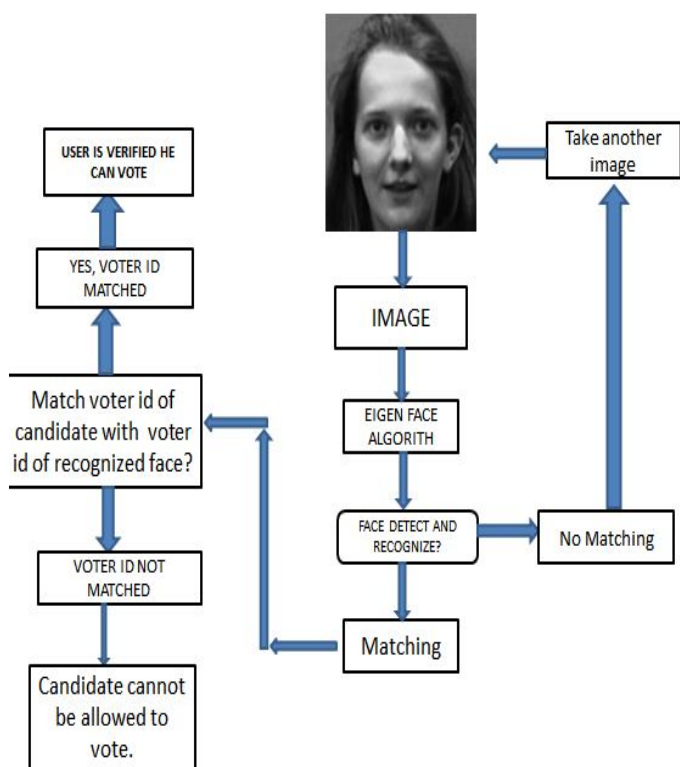 Take another
image
IMAGE
EIGEN FACE
ALGORITH
FACE DETECT AND
RECOGNIZE?
No Matching
Matching
Match voter id of
candidate with voter
id of recognized face?
YES, VOTER ID
MATCHED
USER IS VERIFIED HE
CAN VOTE
VOTER ID NOT
MATCHED
Candidate cannot
be allowed to
vote.